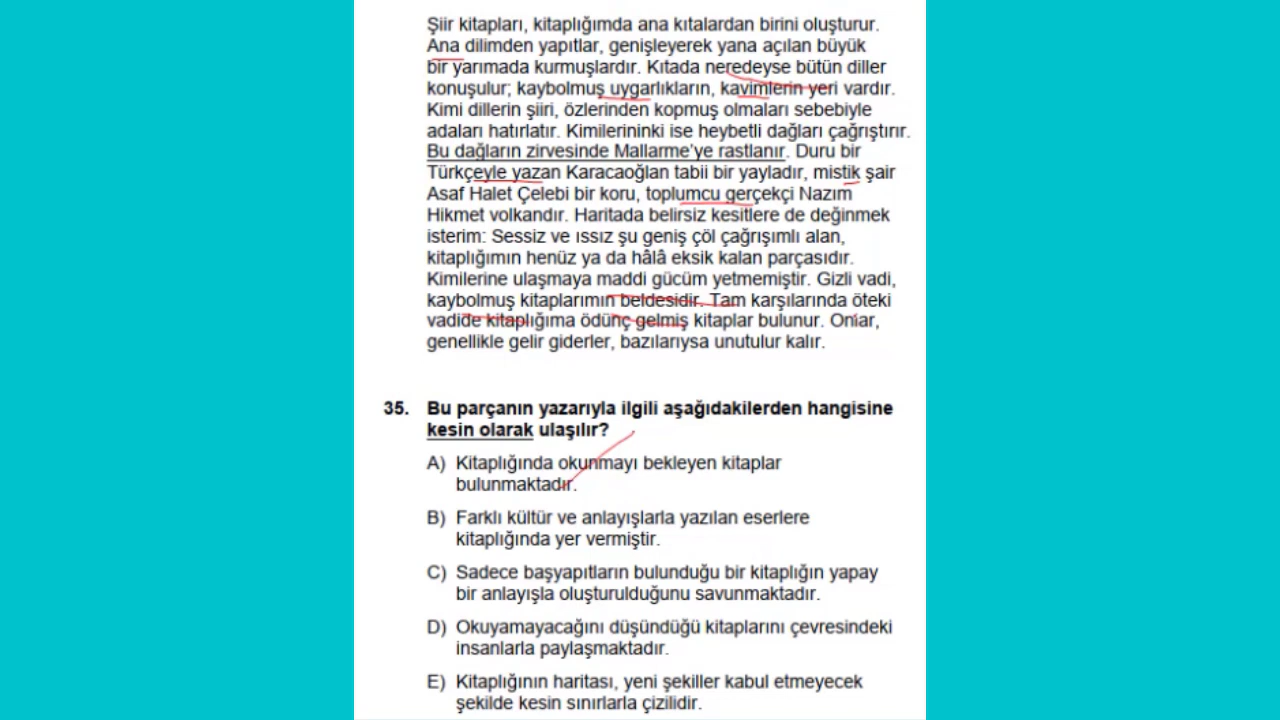 Şiir kitapları, kitaplığımda ana kıtalardan birini oluşturur.
Ana dilimden yapıtlar, genişleyerek yana açılan büyük
bir yarımada kurmuşlardır. Kıtada neredeyse bütün diller
konuşulur; kaybolmuş uygarlıkların, kavimlerin yeri vardır.
Kimi dillerin şiiri, özlerinden kopmuş olmaları sebebiyle
adaları hatırlatır. Kimilerininki ise heybetli dağları çağrıştırır.
Bu dağların zirvesinde Mallarme'ye rastlanır. Duru bir
Türkçeyle yazan Karacaoğlan tabii bir yayladır, mistik şair
Asaf Halet Çelebi bir koru, toplumcu gerçekçi Nazım
Hikmet volkandır. Haritada belirsiz kesitlere de değinmek
isterim: Sessiz ve ıssız şu geniş çöl çağrışımlı alan,
kitaplığımın henüz ya da hâlâ eksik kalan parçasıdır.
Kimilerine ulaşmaya maddi gücüm yetmemiştir. Gizli vadi,
kaybolmuş kitaplarımın beldesidir. Tam karşılarında öteki
vadide kitaplığıma ödünç gelmiş kitaplar bulunur. Onlar,
genellikle gelir giderler, bazılarıysa unutulur kalır.
35. Bu parçanın yazarıyla ilgili aşağıdakilerden hangisine
kesin olarak ulaşılır?
A) Kitaplığında okunmayı bekleyen kitaplar
bulunmaktadır.
B) Farklı kültür ve anlayışlarla yazılan eserlere
kitaplığında yer vermiştir.
C) Sadece başyapıtların bulunduğu bir kitaplığın yapay
bir anlayışla oluşturulduğunu savunmaktadır.
D) Okuyamayacağını düşündüğü kitaplarını çevresindeki
insanlarla paylaşmaktadır.
E) Kitaplığının haritası, yeni şekiller kabul etmeyecek
şekilde kesin sınırlarla çizilidir.